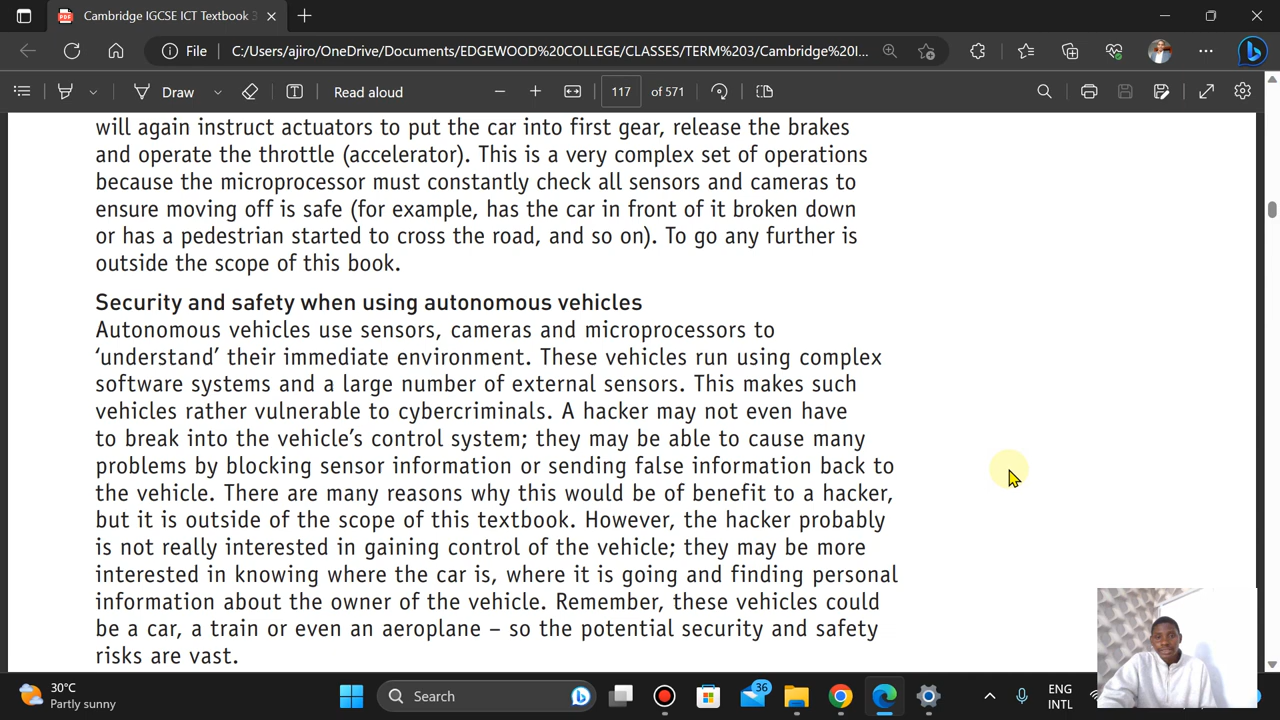 Cambridge IGCSE ICT Textbook 3
File
C:/Users/ajiro/OneDrive/Documents/EDGEWOOD%20COLLEGE/CLASSES/TERM%203/Cambridge%20I...
Draw
Read aloud
117
of 571
will again instruct actuators to put the car into first gear, release the brakes
and operate the throttle (accelerator). This is a very complex set of operations
because the microprocessor must constantly check all sensors and cameras to
ensure moving off is safe (for example, has the car in front of it broken down
or has a pedestrian started to cross the road, and so on). To go any further is
outside the scope of this book.
Security and safety when using autonomous vehicles
Autonomous vehicles use sensors, cameras and microprocessors to
‘understand’ their immediate environment. These vehicles run using complex
software systems and a large number of external sensors. This makes such
vehicles rather vulnerable to cybercriminals. A hacker may not even have
to break into the vehicle’s control system; they may be able to cause many
problems by blocking sensor information or sending false information back to
the vehicle. There are many reasons why this would be of benefit to a hacker,
but it is outside of the scope of this textbook. However, the hacker probably
is not really interested in gaining control of the vehicle; they may be more
interested in knowing where the car is, where it is going and finding personal
information about the owner of the vehicle. Remember, these vehicles could
be a car, a train or even an aeroplane – so the potential security and safety
risks are vast.
30°C
Partly sunny
Search
36
ENG
INTL